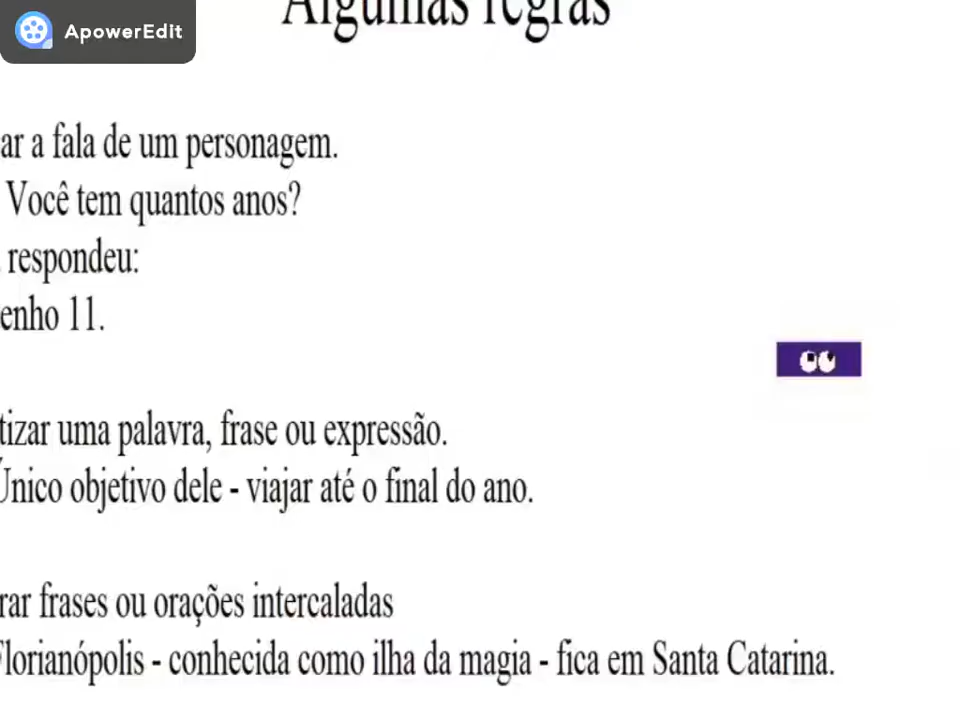 ApowerEdit
Algumas regras
ar a fala de um personagem.
Você tem quantos anos?
respondeu:
enho 11.
tizar uma palavra, frase ou expressão.
Único objetivo dele - viajar até o final do ano.
rar frases ou orações intercaladas
Florianópolis - conhecida como ilha da magia - fica em Santa Catarina.